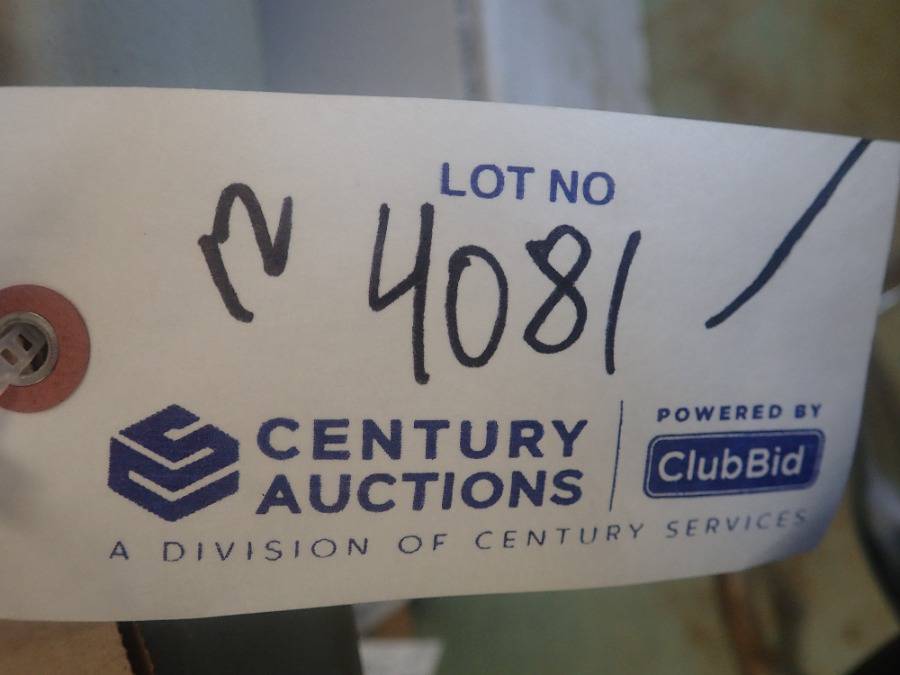 LOT NO
4081
CENTURY
AUCTIONS
POWERED BY
ClubBid
A DIVISION OF CENTURY SERVICES